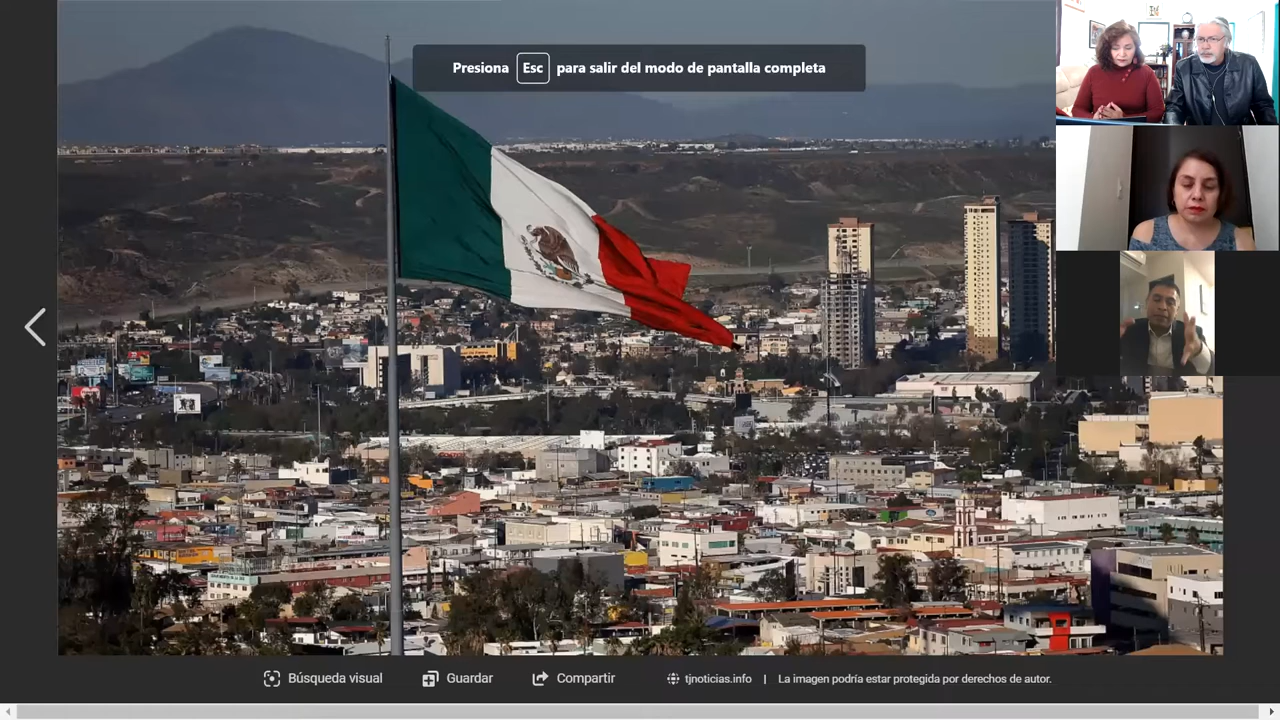 Presiona Esc para salir del modo de pantalla completa
Búsqueda visual Guardar Compartir tjnoticias.info | La imagen podría estar protegida por derechos de autor.